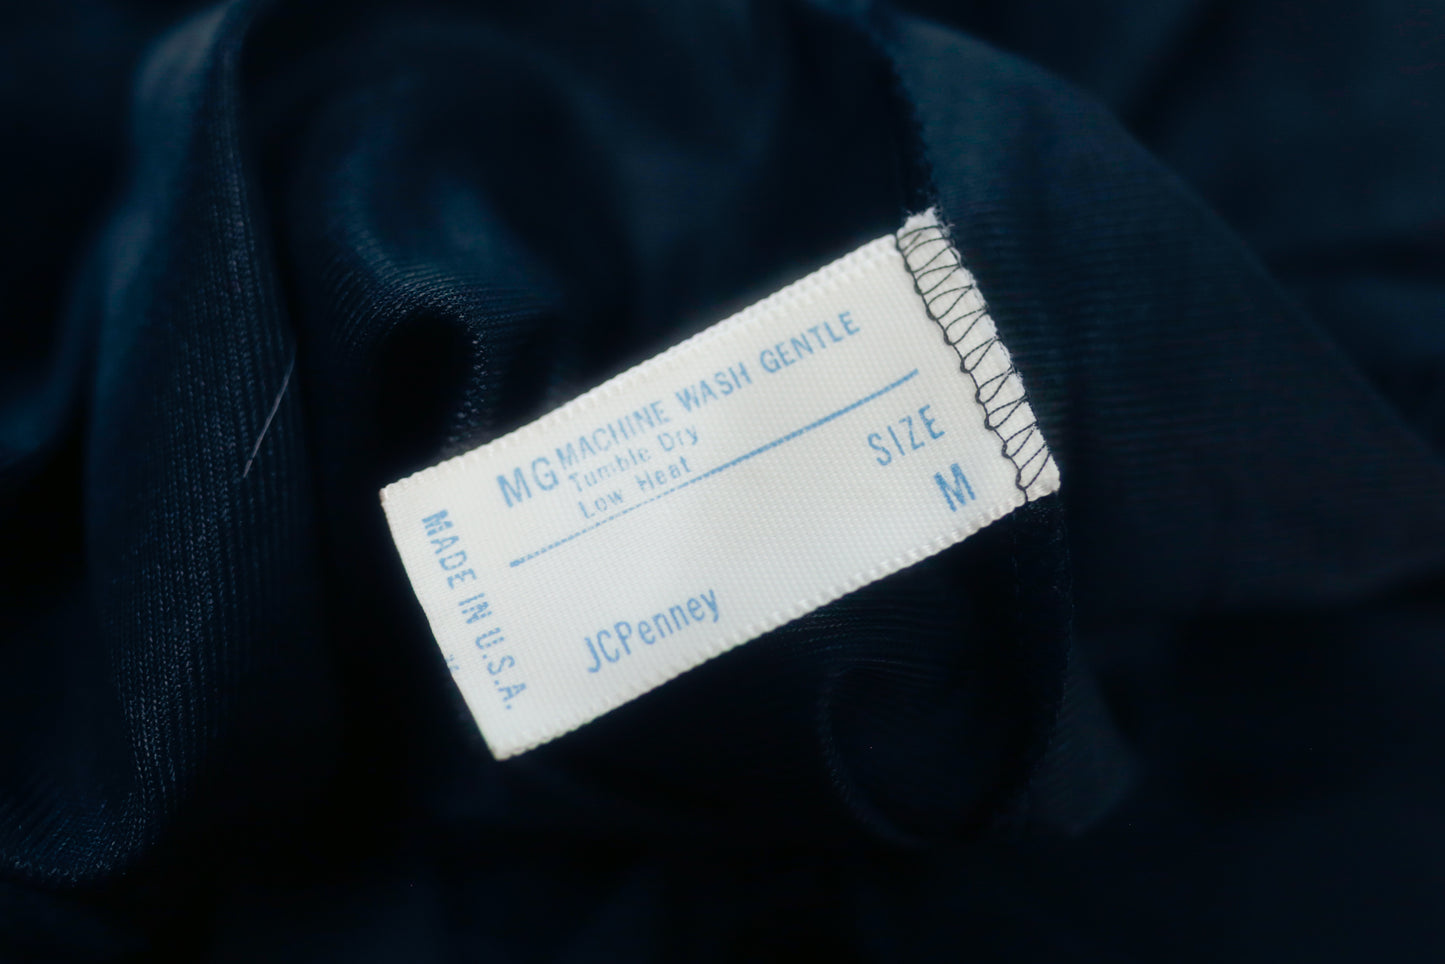 MG MACHINE WASH GENTLE
Tumble Dry
Low Heat
SIZE
M
JCPenney
MADE IN U.S.A.